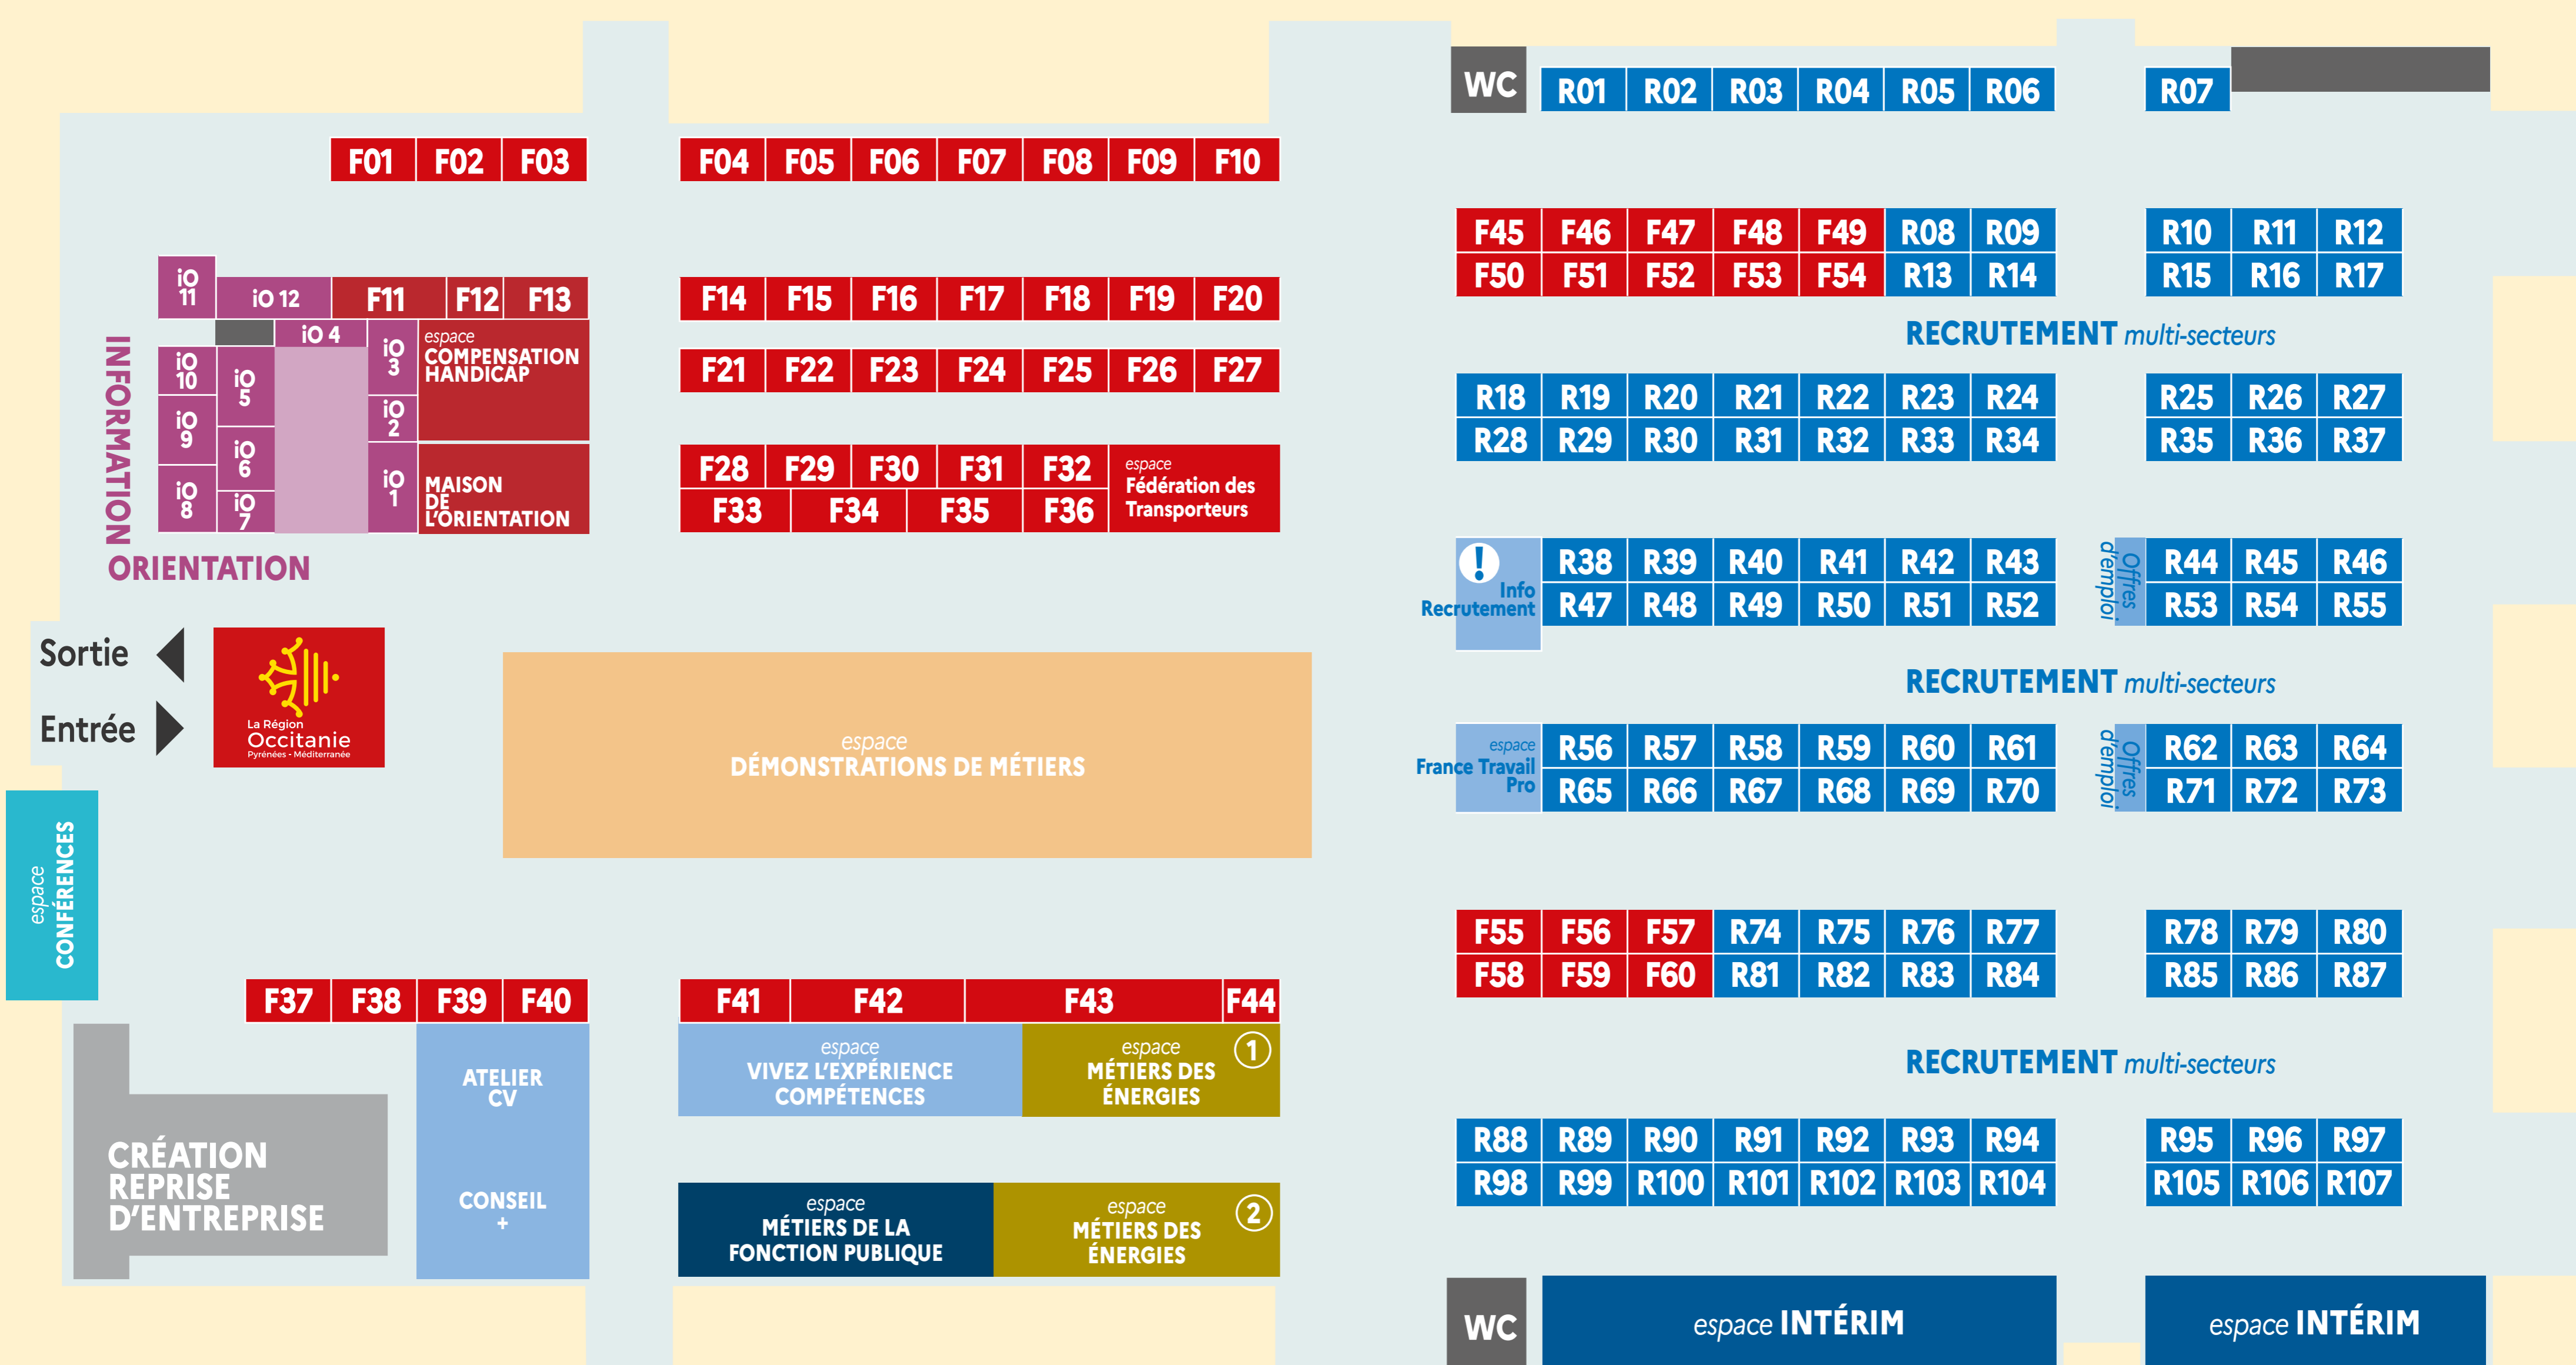 WC
R01 R02 R03 R04 R05 R06
R07
F01 F02 F03
F04 F05 F06 F07 F08 F09 F10
F45 F46 F47 F48 F49 R08 R09
R10 R11 R12
F50 F51 F52 F53 F54 R13 R14
R15 R16 R17
RECRUTEMENT multi-secteurs
iO
11
iO 12
F11 F12 F13
iO 4
iO
3
espace
COMPENSATION
HANDICAP
iO
10
iO
5
iO
2
iO
9
iO
6
iO
1
MAISON
DE
L'ORIENTATION
iO
8
iO
7
INFORMATION
ORIENTATION
F14 F15 F16 F17 F18 F19 F20
F21 F22 F23 F24 F25 F26 F27
F28 F29 F30 F31 F32
F33 F34 F35 F36
espace
Fédération des
Transporteurs
R18 R19 R20 R21 R22 R23 R24
R25 R26 R27
R28 R29 R30 R31 R32 R33 R34
R35 R36 R37
!
Info
Recrutement
R38 R39 R40 R41 R42 R43
R47 R48 R49 R50 R51 R52
Offres
d'emploi
R44 R45 R46
R53 R54 R55
RECRUTEMENT multi-secteurs
Sortie
Entrée
La Région
Occitanie
Pyrénées - Méditerranée
espace
DÉMONSTRATIONS DE MÉTIERS
espace
France Travail
Pro
R56 R57 R58 R59 R60 R61
R65 R66 R67 R68 R69 R70
Offres
d'emploi
R62 R63 R64
R71 R72 R73
espace
CONFÉRENCES
F55 F56 F57 R74 R75 R76 R77
R78 R79 R80
F58 F59 F60 R81 R82 R83 R84
R85 R86 R87
RECRUTEMENT multi-secteurs
F37 F38 F39 F40
F41 F42 F43 F44
ATELIER
CV
CONSEIL
+
espace
VIVEZ L'EXPÉRIENCE
COMPÉTENCES
espace
MÉTIERS DES
ÉNERGIES
1
CRÉATION
REPRISE
D'ENTREPRISE
espace
MÉTIERS DE LA
FONCTION PUBLIQUE
espace
MÉTIERS DES
ÉNERGIES
2
R88 R89 R90 R91 R92 R93 R94
R95 R96 R97
R98 R99 R100 R101 R102 R103 R104
R105 R106 R107
WC
espace INTÉRIM
espace INTÉRIM